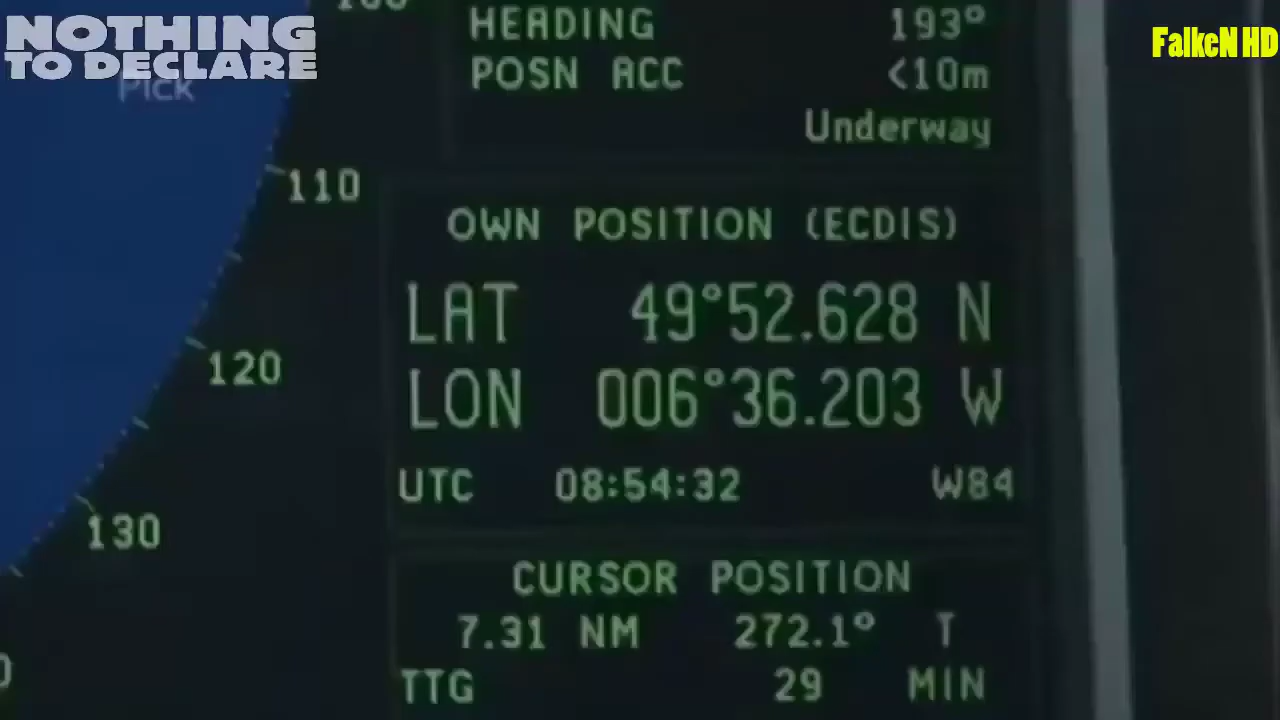 NOTHING
TO DECLARE
Pick
FalkeN HD
HEADING 193°
POSN ACC <10m
Underway
110
120
130
OWN POSITION (ECDIS)
LAT 49°52.628 N
LON 006°36.203 W
UTC 08:54:32 W84
CURSOR POSITION
7.31 NM 272.1° T
TTG 29 MIN